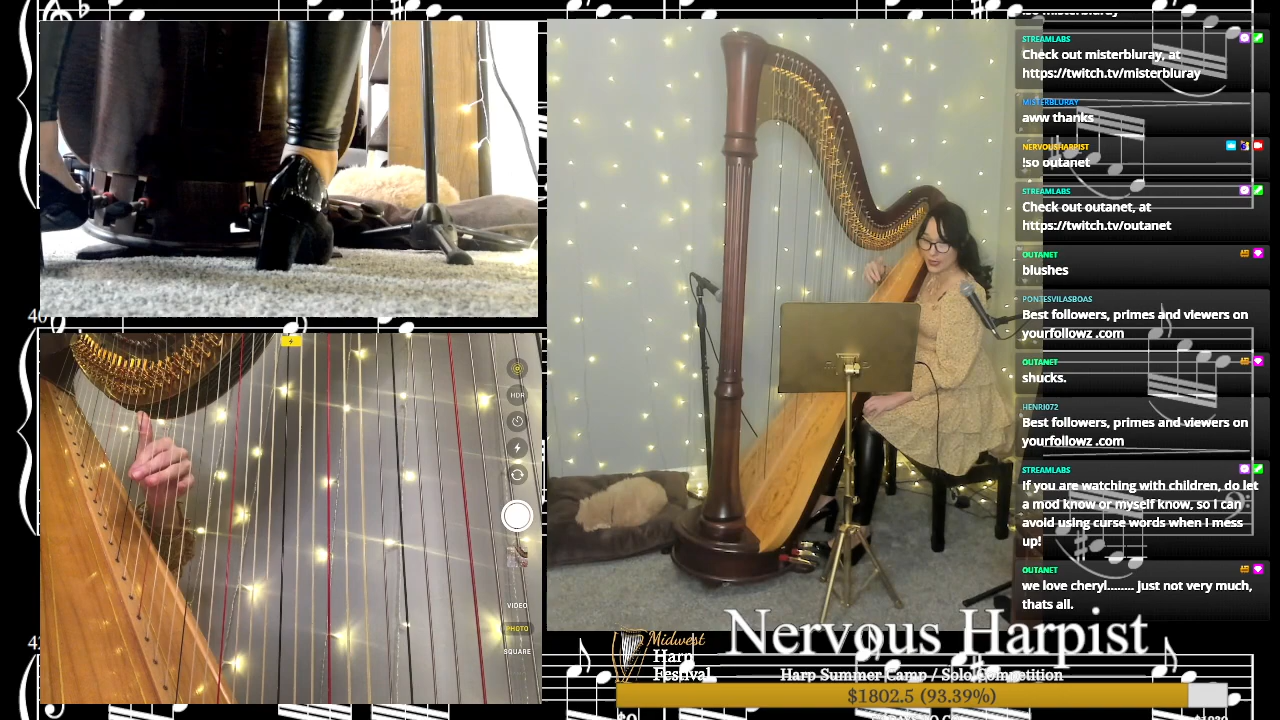 STREAMLABS
Check out misterbluray, at
https://twitch.tv/misterbluray
MISTERBLURAY
aww thanks
NERVOUSHARPIST
!so outanet
STREAMLABS
Check out outanet, at
https://twitch.tv/outanet
OUTANET
blushes
PONTESVILASBOAS
Best followers, primes and viewers on
yourfollowz .com
OUTANET
shucks.
HENRI072
Best followers, primes and viewers on
yourfollowz .com
STREAMLABS
If you are watching with children, do let
a mod know or myself know, so I can
avoid using curse words when I mess
up!
OUTANET
we love cheryl........ Just not very much,
thats all.
HDR
VIDEO
PHOTO
SQUARE
Nervous Harpist
Midwest
Harp
Festival
Harp Summer Camp / Solo Competition
$1802.5 (93.39%)